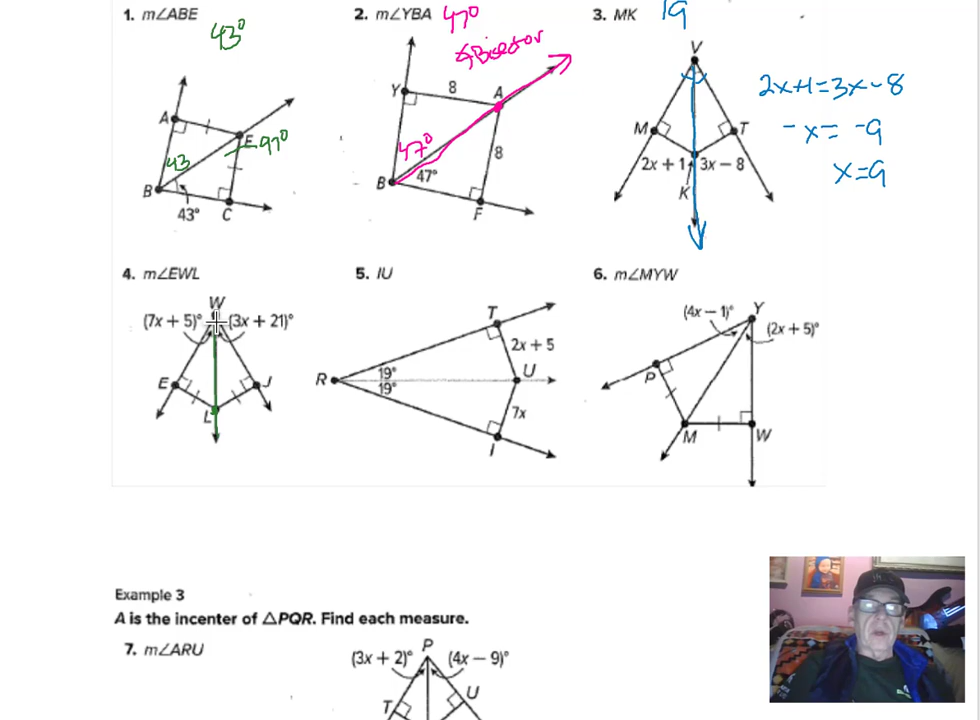 1. m∠ABE
43°
A
E
97°
43
B
43°
C
2. m∠YBA 47°
∠Bisector
Y
8
A
47°
8
B
47°
F
3. MK 19
V
2x+1=3x-8
-x= -9
x=9
M
T
2x + 1
3x − 8
K
4. m∠EWL
W
(7x + 5)°
(3x + 21)°
E
J
L
5. IU
T
2x + 5
R
19°
U
19°
7x
I
6. m∠MYW
(4x − 1)°
Y
(2x + 5)°
P
M
W
Example 3
A is the incenter of △PQR. Find each measure.
7. m∠ARU
P
(3x + 2)°
(4x − 9)°
T
U